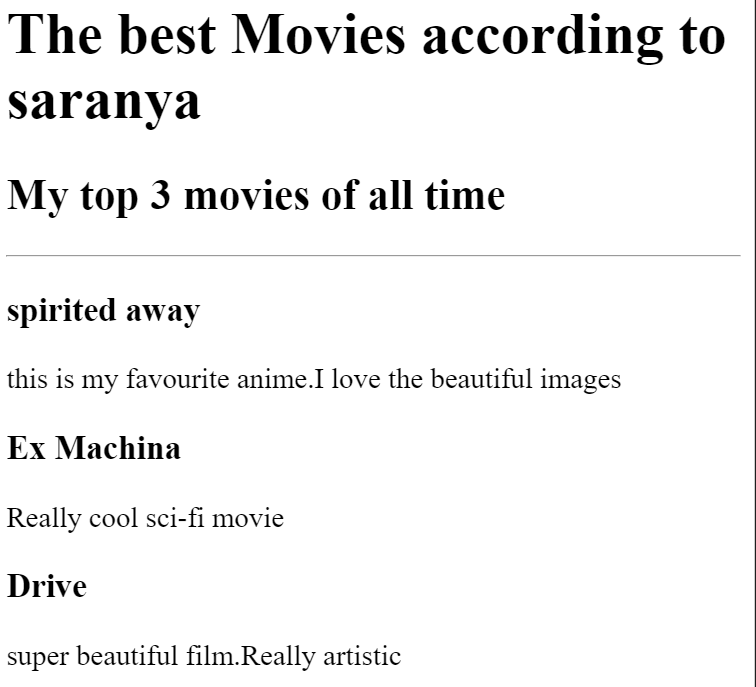 The best Movies according to
saranya
My top 3 movies of all time
spirited away
this is my favourite anime.I love the beautiful images
Ex Machina
Really cool sci-fi movie
Drive
super beautiful film.Really artistic